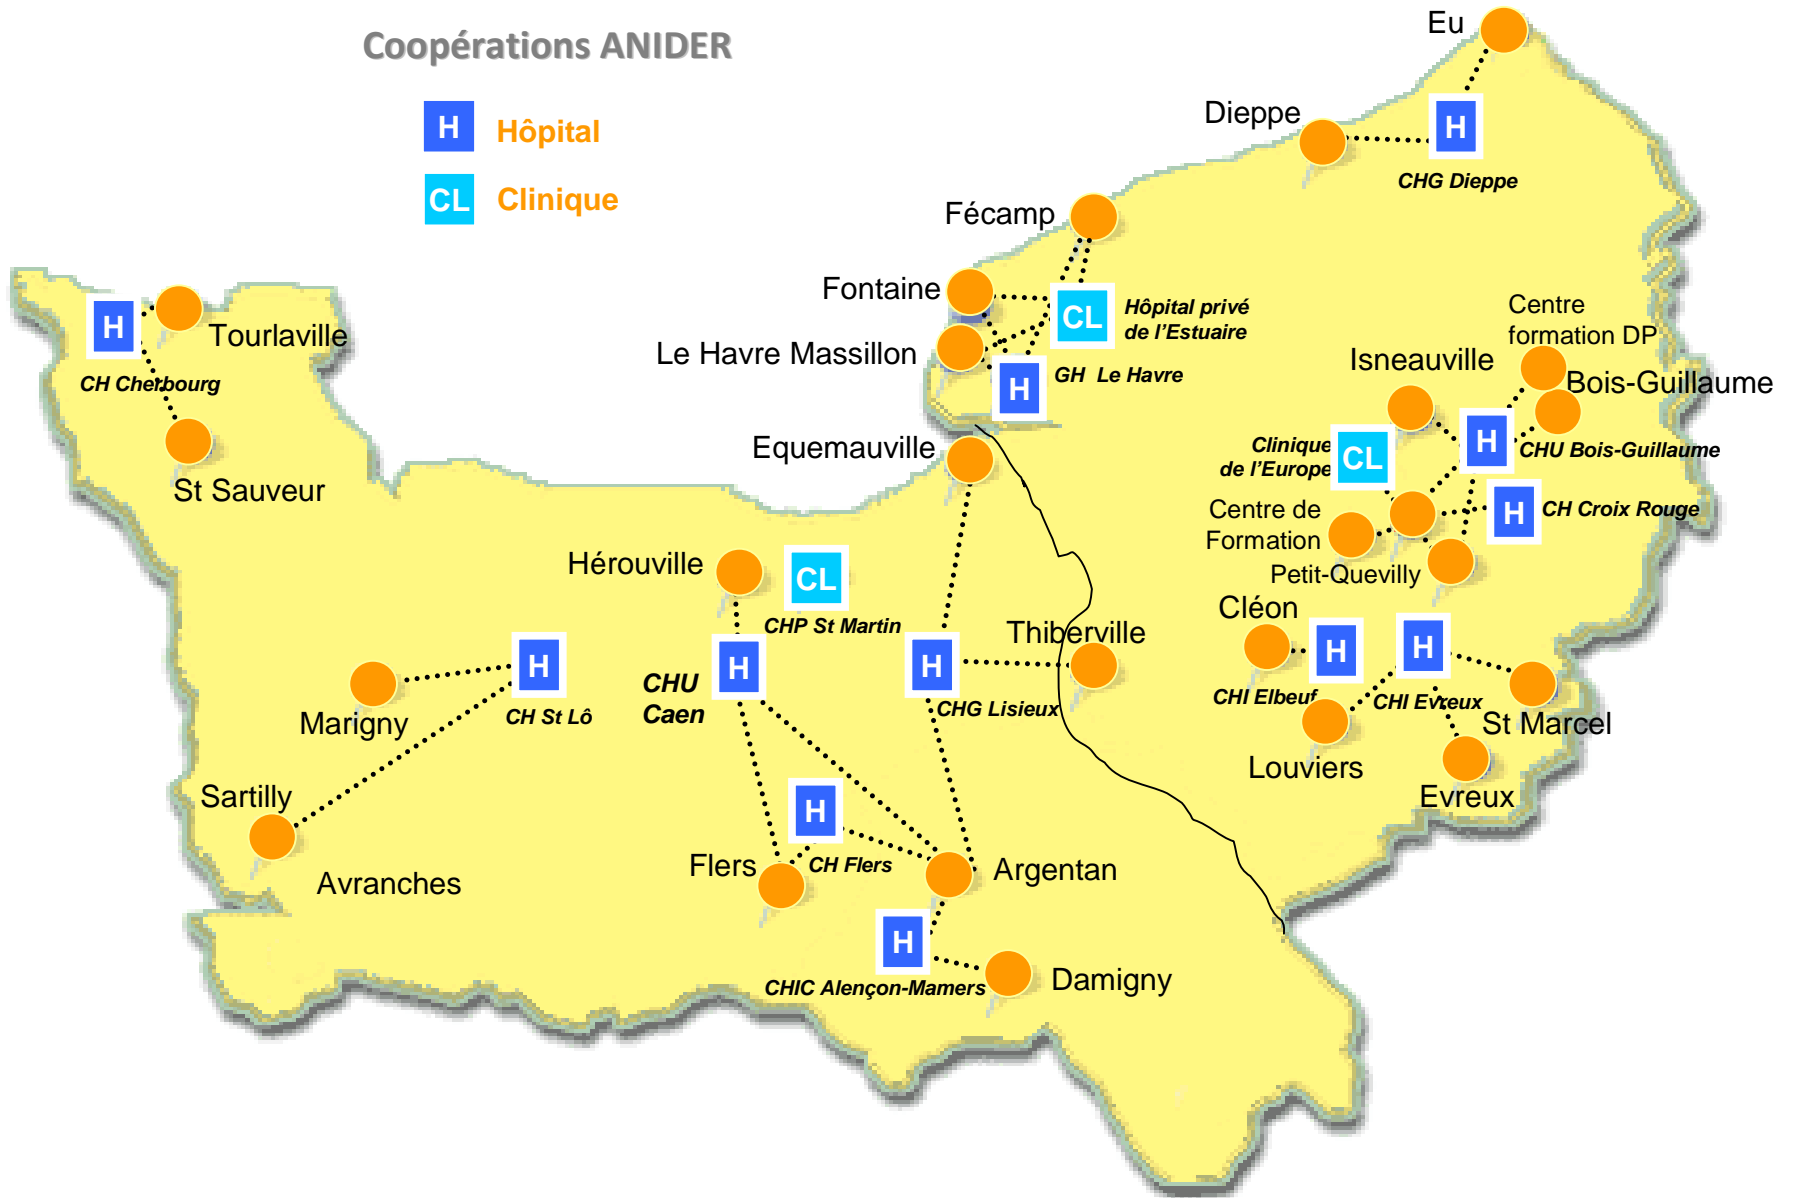 Coopérations ANIDER
H Hôpital
CL Clinique
Eu
Dieppe
H
CHG Dieppe
Fécamp
Fontaine
CL
Hôpital privé
de l'Estuaire
Le Havre Massillon
H
GH Le Havre
H
Tourlaville
CH Cherbourg
St Sauveur
Centre
formation DP
Isneauville
Bois-Guillaume
H
CHU Bois-Guillaume
Clinique
de l'Europe
CL
Centre de
Formation
H
CH Croix Rouge
Petit-Quevilly
Equemauville
Hérouville
CL
CHP St Martin
H
CHU
Caen
H
CHG Lisieux
Thiberville
Cléon
H
CHI Elbeuf
H
CHI Evreux
St Marcel
Louviers
Evreux
Marigny
H
CH St Lô
Sartilly
Avranches
H
CH Flers
Flers
Argentan
H
CHIC Alençon-Mamers
Damigny